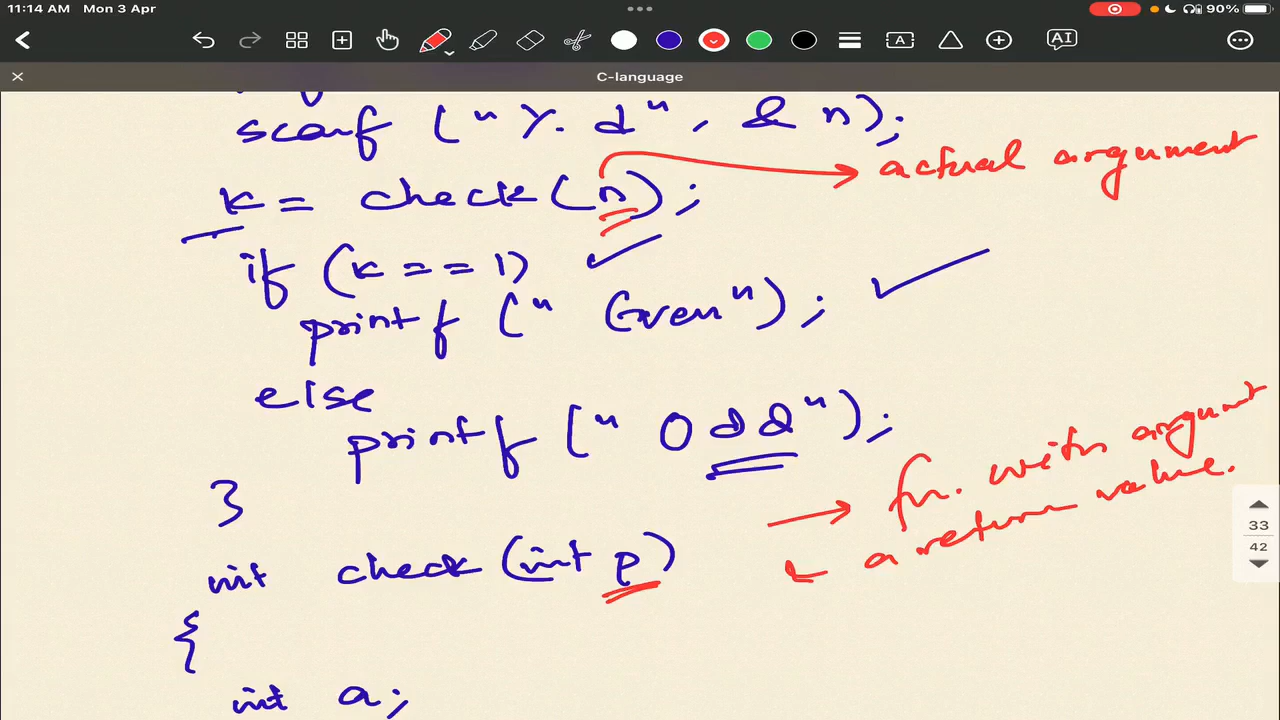 11:14 AM Mon 3 Apr
90%
AI
C-language
scanf ("%d", & n);
actual argument
k = check (n);
if (k == 1)
printf ("Even");
else
printf ("Odd");
}
fn. with argument
a return value.
int check (int p)
{
int a;
33
42